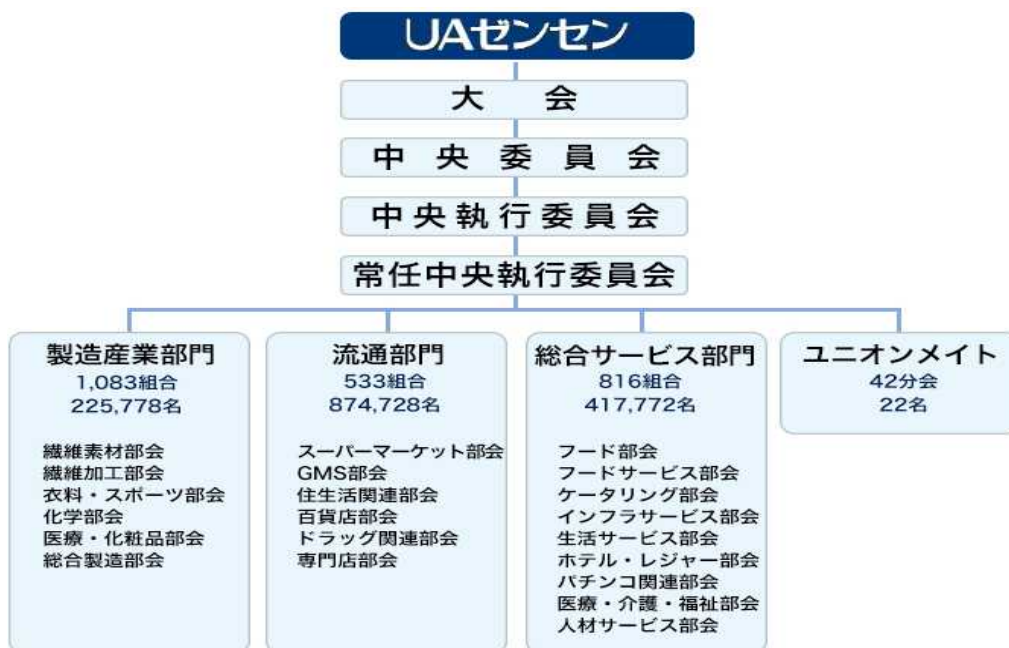 UAゼンセン
大 会
中央委員会
中央執行委員会
常任中央執行委員会
製造産業部門
1,083組合
225,778名
繊維素材部会
繊維加工部会
衣料・スポーツ部会
化学部会
医療・化粧品部会
総合製造部会
流通部門
533組合
874,728名
スーパーマーケット部会
GMS部会
住生活関連部会
百貨店部会
ドラッグ関連部会
専門店部会
総合サービス部門
816組合
417,772名
フード部会
フードサービス部会
ケータリング部会
インフラサービス部会
生活サービス部会
ホテル・レジャー部会
パチンコ関連部会
医療・介護・福祉部会
人材サービス部会
ユニオンメイト
42分会
22名